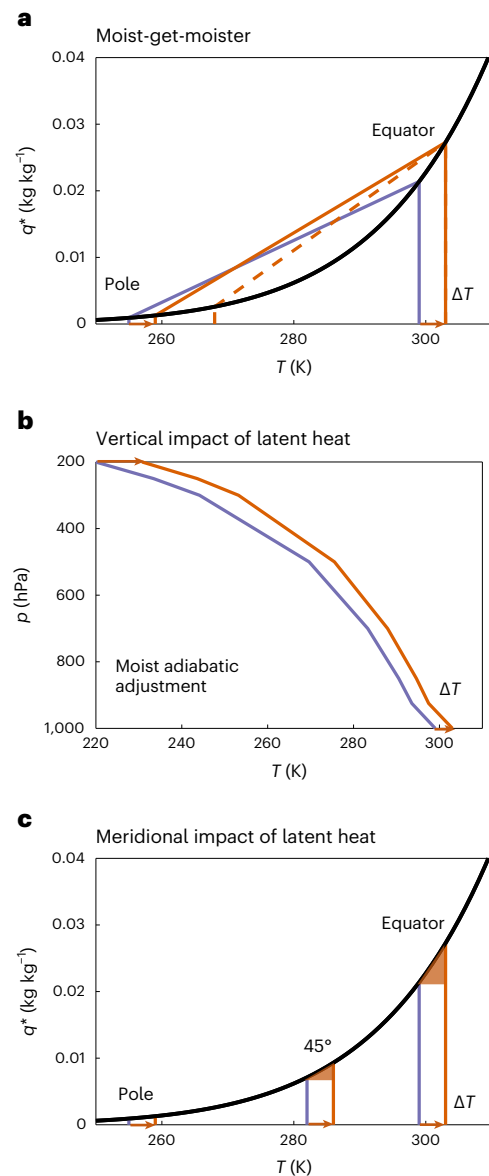 a
Moist-get-moister
0.04
0.03
0.02
0.01
0
q* (kg kg⁻¹)
Equator
Pole
ΔT
260
280
300
T (K)
b
Vertical impact of latent heat
200
400
600
800
1,000
p (hPa)
Moist adiabatic
adjustment
ΔT
220
240
260
280
300
T (K)
c
Meridional impact of latent heat
0.04
0.03
0.02
0.01
0
q* (kg kg⁻¹)
Equator
45°
Pole
ΔT
260
280
300
T (K)